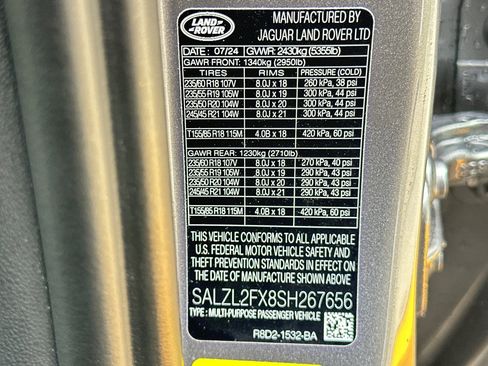 LAND ROVER
MANUFACTURED BY
JAGUAR LAND ROVER LTD
DATE : 07/24 GVWR: 2430kg (5355lb)
GAWR FRONT: 1340kg (2950lb)
TIRES RIMS PRESSURE (COLD)
235/60 R18 107V 8.0J x 18 260 kPa, 38 psi
235/55 R19 105W 8.0J x 19 300 kPa, 44 psi
235/50 R20 104W 8.0J x 20 300 kPa, 44 psi
245/45 R21 104W 8.0J x 21 300 kPa, 44 psi
T155/85 R18 115M 4.0B x 18 420 kPa, 60 psi
GAWR REAR: 1230kg (2710lb)
235/60 R18 107V 8.0J x 18 270 kPa, 40 psi
235/55 R19 105W 8.0J x 19 290 kPa, 43 psi
235/50 R20 104W 8.0J x 20 290 kPa, 43 psi
245/45 R21 104W 8.0J x 21 290 kPa, 43 psi
T155/85 R18 115M 4.0B x 18 420 kPa, 60 psi
THIS VEHICLE CONFORMS TO ALL APPLICABLE
U.S. FEDERAL MOTOR VEHICLE SAFETY AND
THEFT PREVENTION STANDARDS IN EFFECT ON
THE DATE OF MANUFACTURE SHOWN ABOVE.
SALZL2FX8SH267656
TYPE : MULTI-PURPOSE PASSENGER VEHICLE
R8D2-1532-BA